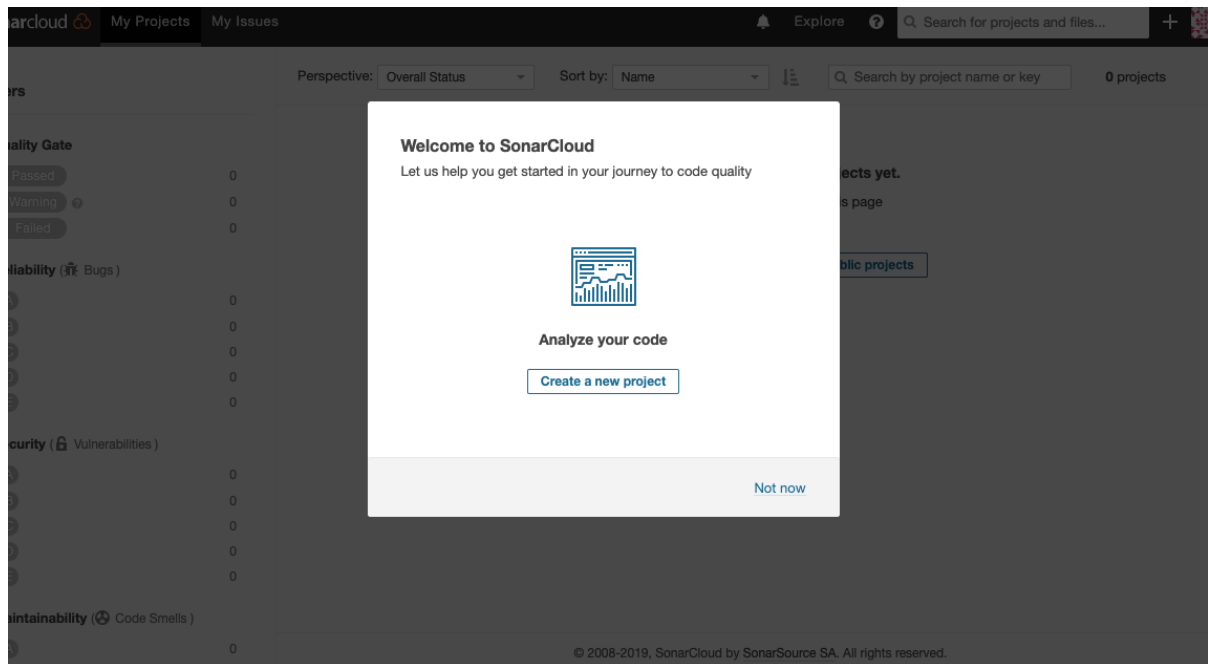 arcloud My Projects My Issues Explore ? Search for projects and files... +
Perspective: Overall Status Sort by: Name Search by project name or key 0 projects
ers
ality Gate
Passed 0
Warning ? 0
Failed 0
liability ( Bugs )
0
0
0
0
0
curity ( Vulnerabilities )
0
0
0
0
0
aintainability ( Code Smells )
0
Welcome to SonarCloud
Let us help you get started in your journey to code quality
Analyze your code
Create a new project
Not now
ects yet.
s page
blic projects
© 2008-2019, SonarCloud by SonarSource SA. All rights reserved.